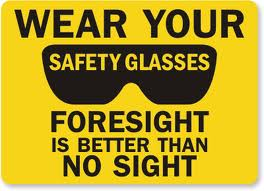 WEAR YOUR
SAFETY GLASSES
FORESIGHT
IS BETTER THAN
NO SIGHT